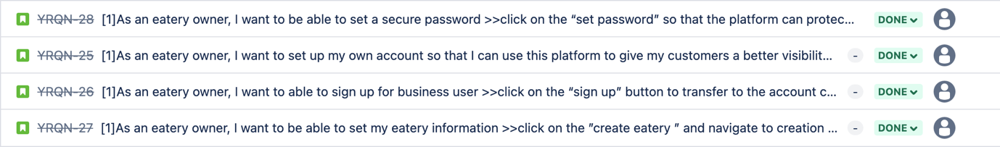 YRQN-28 [1]As an eatery owner, I want to be able to set a secure password >>click on the “set password” so that the platform can protec... DONE
YRQN-25 [1]As an eatery owner, I want to set up my own account so that I can use this platform to give my customers a better visibilit... - DONE
YRQN-26 [1]As an eatery owner, I want to able to sign up for business user >>click on the “sign up” button to transfer to the account c... - DONE
YRQN-27 [1]As an eatery owner, I want to be able to set my eatery information >>click on the ”create eatery ” and navigate to creation ... - DONE